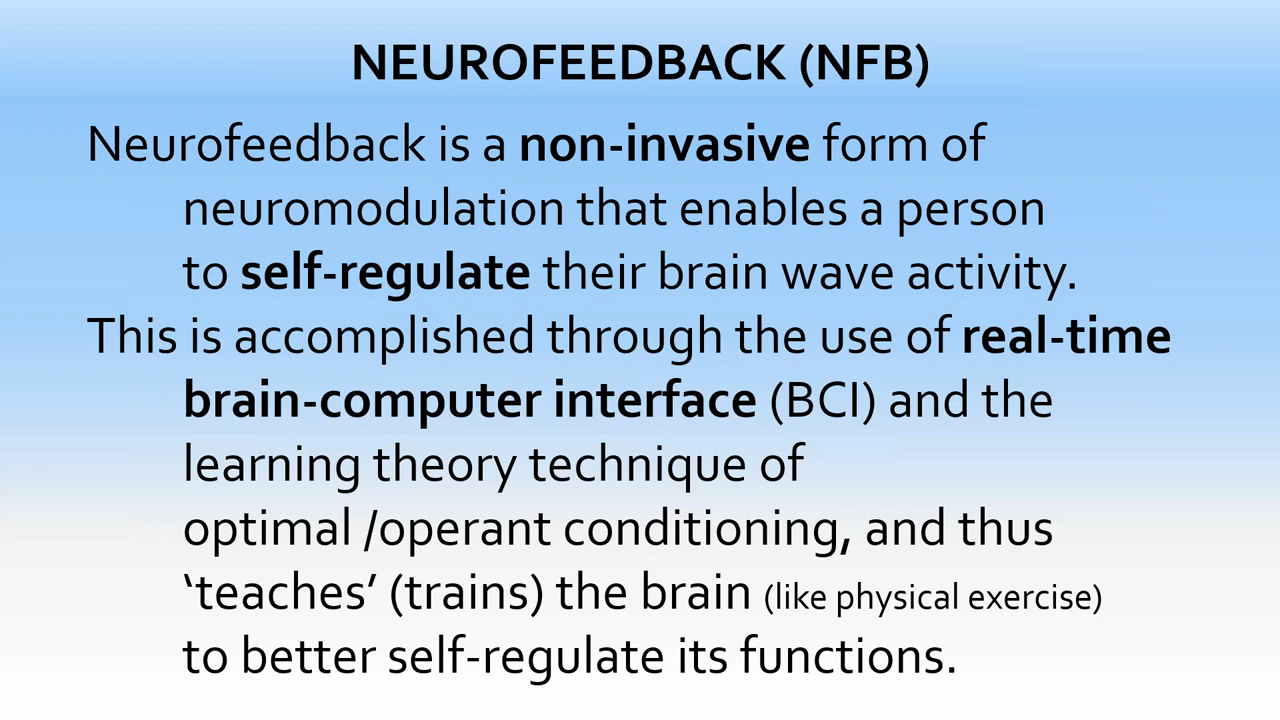 NEUROFEEDBACK (NFB)
Neurofeedback is a non-invasive form of
neuromodulation that enables a person
to self-regulate their brain wave activity.
This is accomplished through the use of real-time
brain-computer interface (BCI) and the
learning theory technique of
optimal /operant conditioning, and thus
‘teaches’ (trains) the brain (like physical exercise)
to better self-regulate its functions.